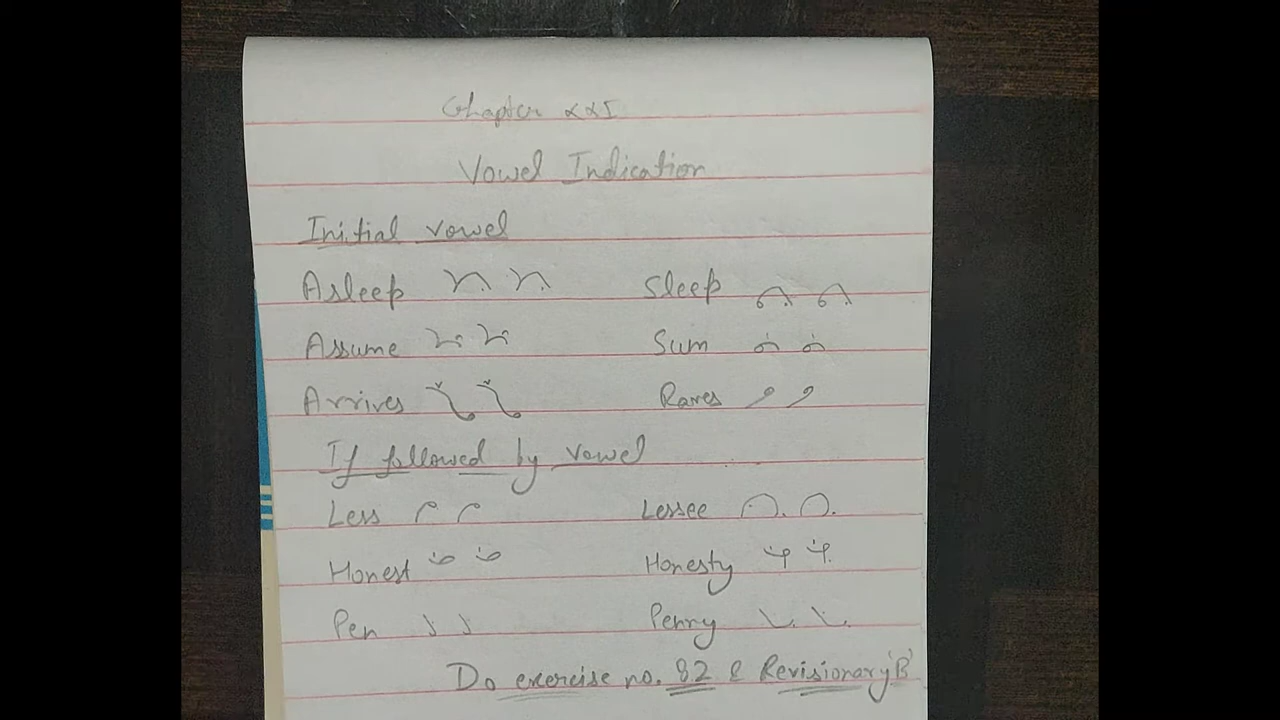 Chapter XXI
Vowel Indication
Initial vowel
Asleep Sleep
Assume Sum
Arrives Raves
If followed by vowel
Less Lessee
Honest Honesty
Pen Penny
Do exercise no. 82 & Revisionary 'B'